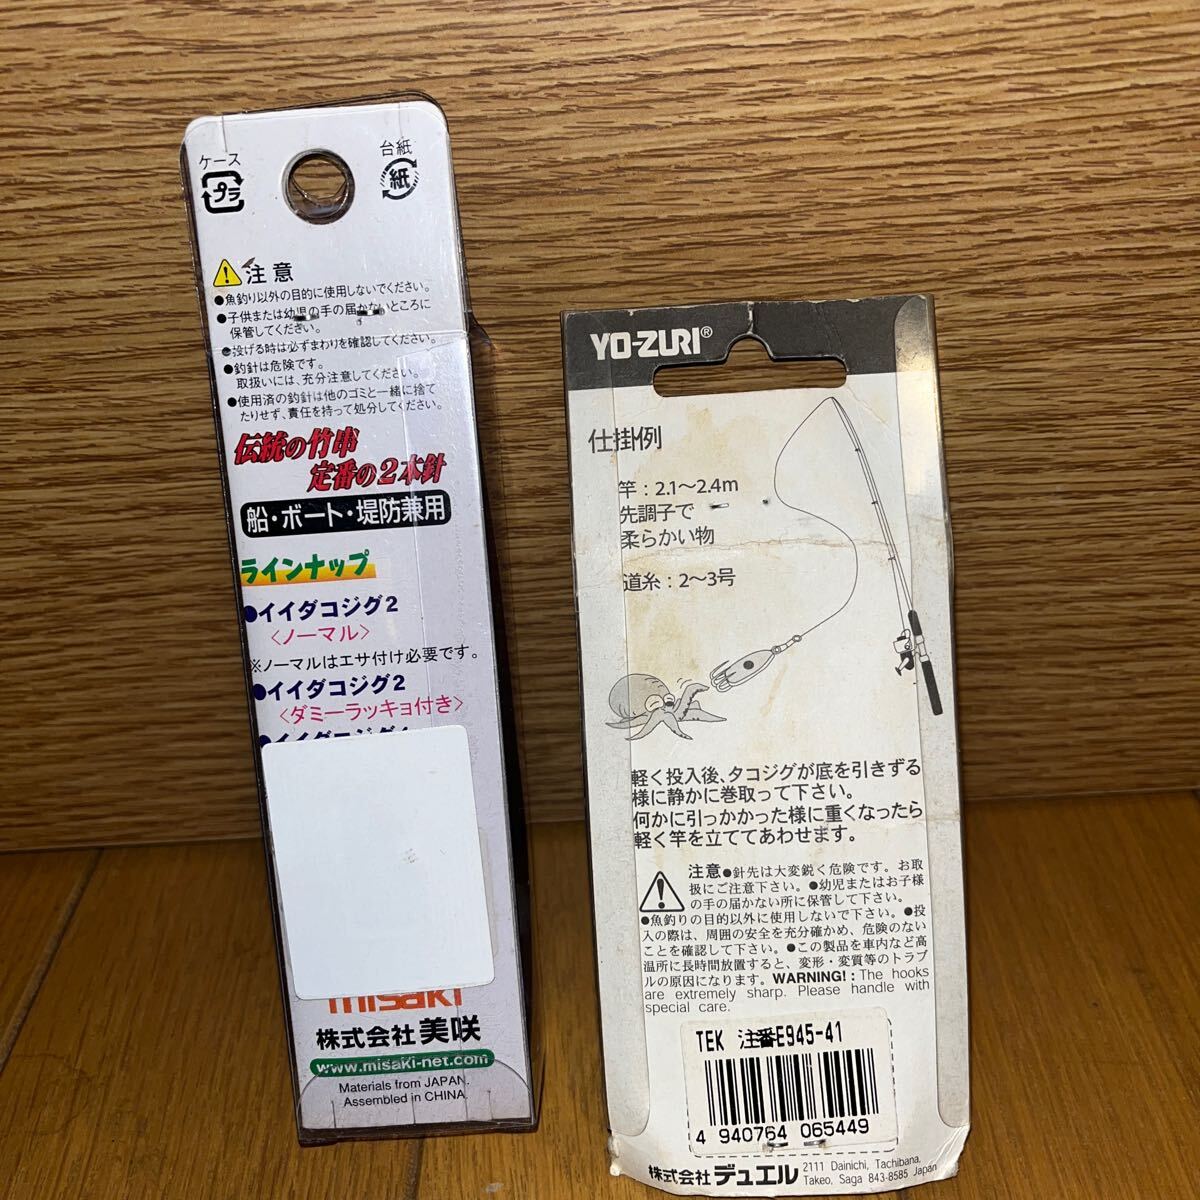 ケース
プラ
台紙
紙
注意
●魚釣り以外の目的に使用しないでください。
●子供または幼児の手の届かないところに
保管してください。
●投げる時は必ずまわりを確認してください。
●釣針は危険です。
取扱いには、充分注意してください。
●使用済の釣針は他のゴミと一緒に捨て
たりせず、責任を持って処分してください。
伝統の竹串
定番の2本針
船・ボート・堤防兼用
ラインナップ
●イイダコジグ2
〈ノーマル〉
※ノーマルはエサ付け必要です。
●イイダコジグ2
〈ダミーラッキョ付き〉
misaki
株式会社 美咲
www.misaki-net.com
Materials from JAPAN.
Assembled in CHINA.
YO-ZURI®
仕掛例
竿：2.1〜2.4m
先調子で
柔らかい物
道糸：2〜3号
軽く投入後、タコジグが底を引きずる
様に静かに巻取って下さい。
何かに引っかかった様に重くなったら
軽く竿を立ててあわせます。
注意●針先は大変鋭く危険です。お取
扱にご注意下さい。●幼児またはお子様
の手の届かない所に保管して下さい。
●魚釣りの目的以外に使用しないで下さい。●投
入の際は、周囲の安全を充分確かめ、危険のない
ことを確認して下さい。●この製品を車内など高
温所に長時間放置すると、変形・変質等のトラブ
ルの原因になります。WARNING!：The hooks
are extremely sharp. Please handle with
special care.
TEK 注番E945-41
4 940764 065449
株式会社デュエル 2111 Dainichi, Tachibana,
Takeo, Saga 843-8585 Japan